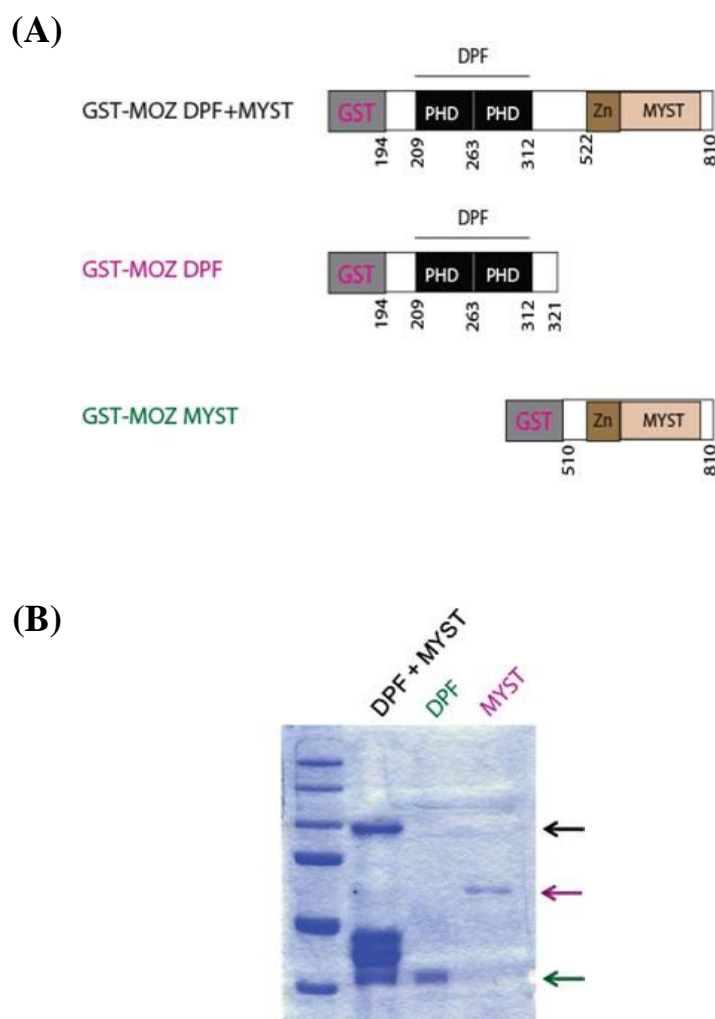 (A)
DPF
GST-MOZ DPF+MYST
GST PHD PHD Zn MYST
194 209 263 312 522 810
DPF
GST-MOZ DPF
GST PHD PHD
194 209 263 312 321
GST-MOZ MYST
GST Zn MYST
510 810
(B)
DPF + MYST DPF MYST